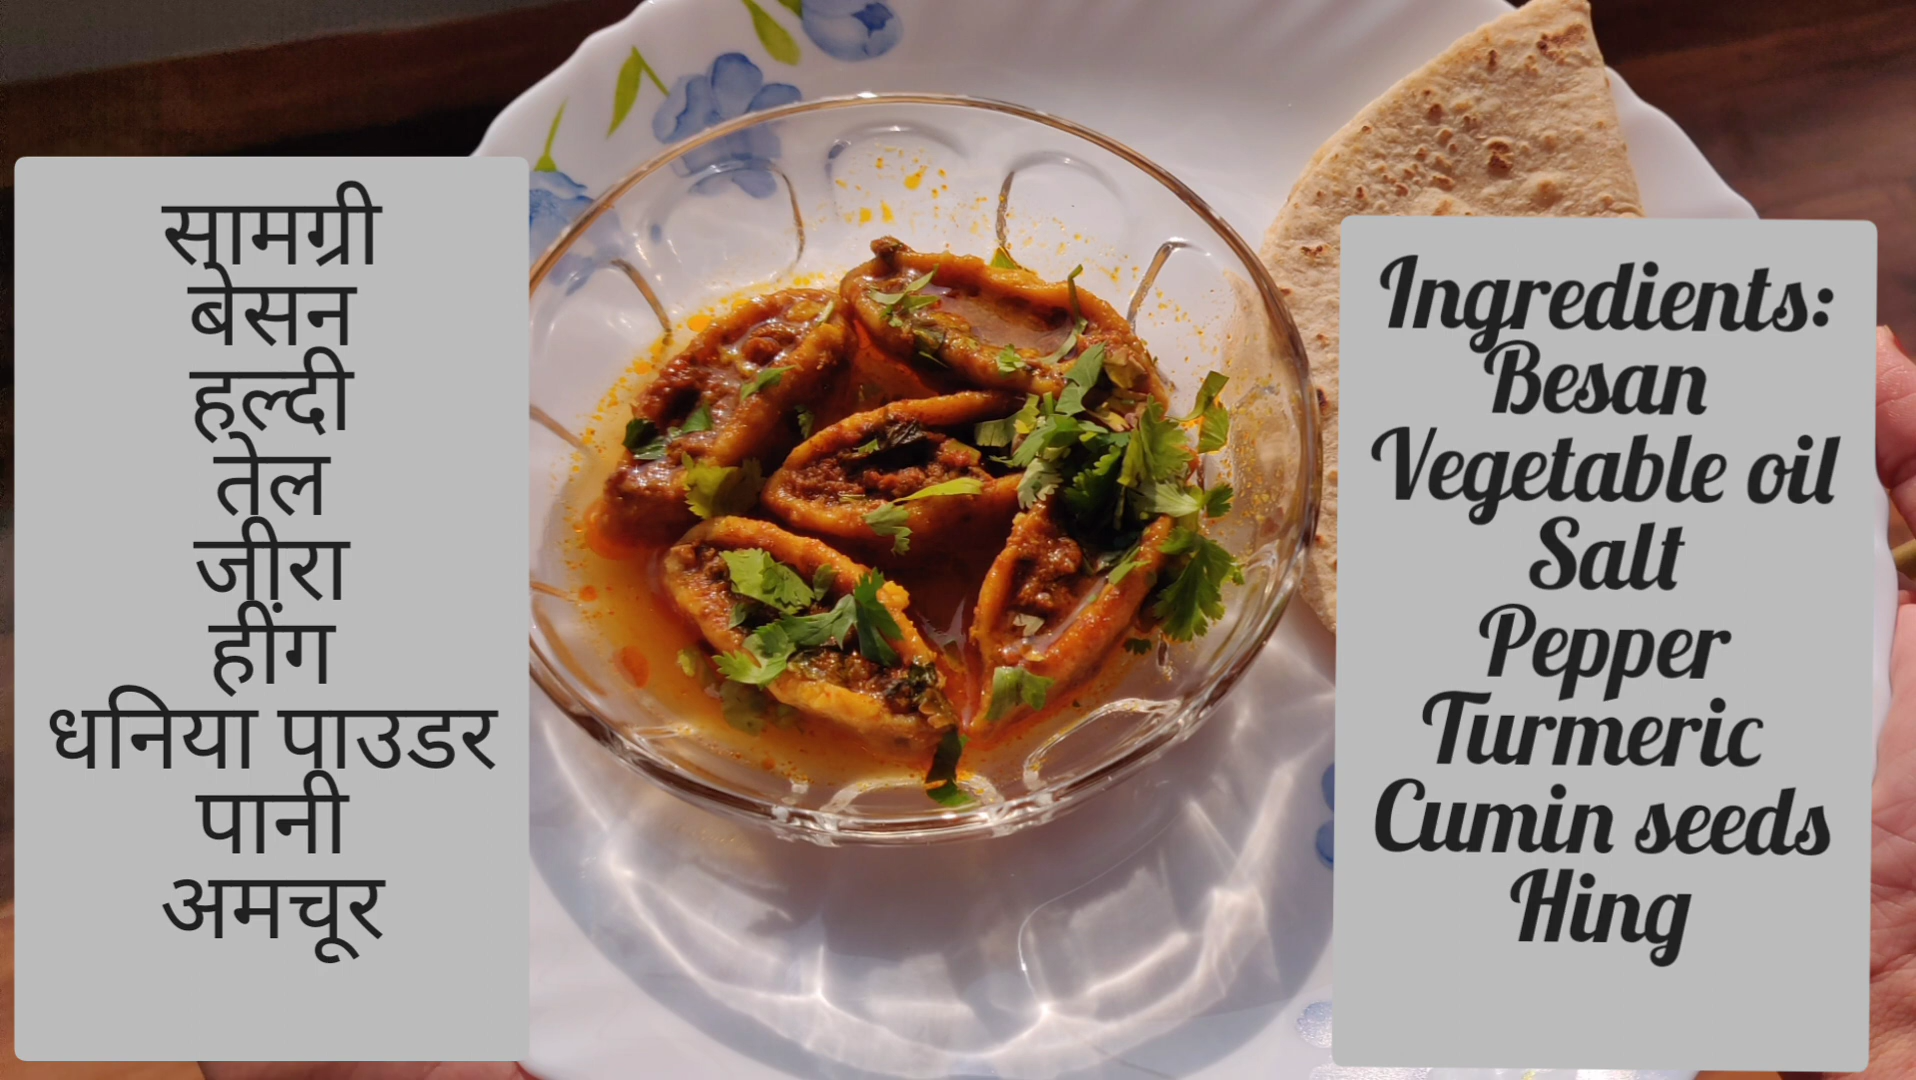 सामग्री
बेसन
हल्दी
तेल
जीरा
हींग
धनिया पाउडर
पानी
अमचूर
Ingredients:
Besan
Vegetable oil
Salt
Pepper
Turmeric
Cumin seeds
Hing